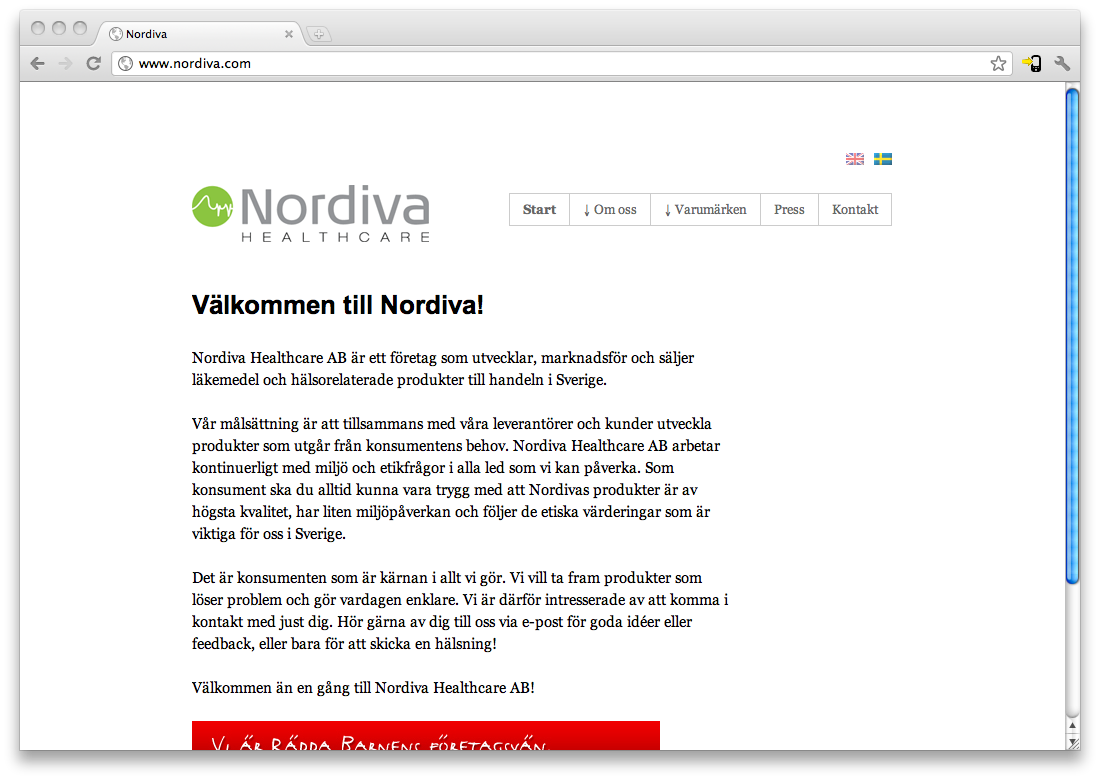 Nordiva
www.nordiva.com
Nordiva
HEALTHCARE
Start ↓ Om oss ↓ Varumärken Press Kontakt
Välkommen till Nordiva!
Nordiva Healthcare AB är ett företag som utvecklar, marknadsför och säljer
läkemedel och hälsorelaterade produkter till handeln i Sverige.
Vår målsättning är att tillsammans med våra leverantörer och kunder utveckla
produkter som utgår från konsumentens behov. Nordiva Healthcare AB arbetar
kontinuerligt med miljö och etikfrågor i alla led som vi kan påverka. Som
konsument ska du alltid kunna vara trygg med att Nordivas produkter är av
högsta kvalitet, har liten miljöpåverkan och följer de etiska värderingar som är
viktiga för oss i Sverige.
Det är konsumenten som är kärnan i allt vi gör. Vi vill ta fram produkter som
löser problem och gör vardagen enklare. Vi är därför intresserade av att komma i
kontakt med just dig. Hör gärna av dig till oss via e-post för goda idéer eller
feedback, eller bara för att skicka en hälsning!
Välkommen än en gång till Nordiva Healthcare AB!
Vi är Rädda Barnens företagsvän.